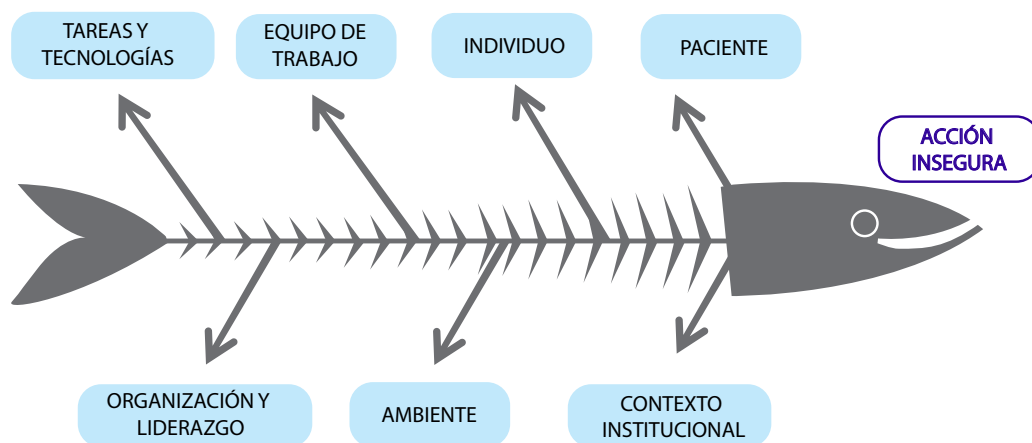 TAREAS Y
TECNOLOGÍAS
EQUIPO DE
TRABAJO
INDIVIDUO
PACIENTE
ACCIÓN
INSEGURA
ORGANIZACIÓN Y
LIDERAZGO
AMBIENTE
CONTEXTO
INSTITUCIONAL